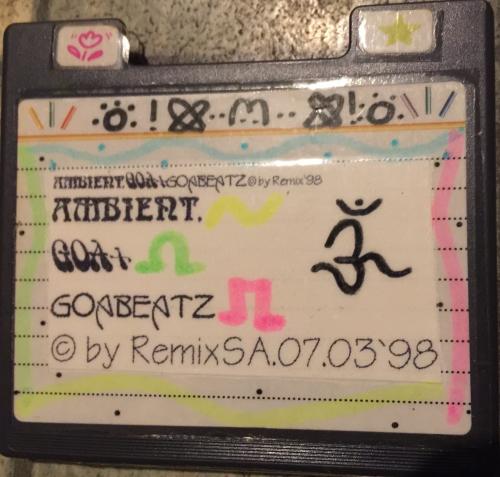 AMBIENT.GOA+GOABEATZ©by Remix'98
AMBIENT.
GOA+
GOABEATZ
ॐ
© by RemixSA.07.03`98